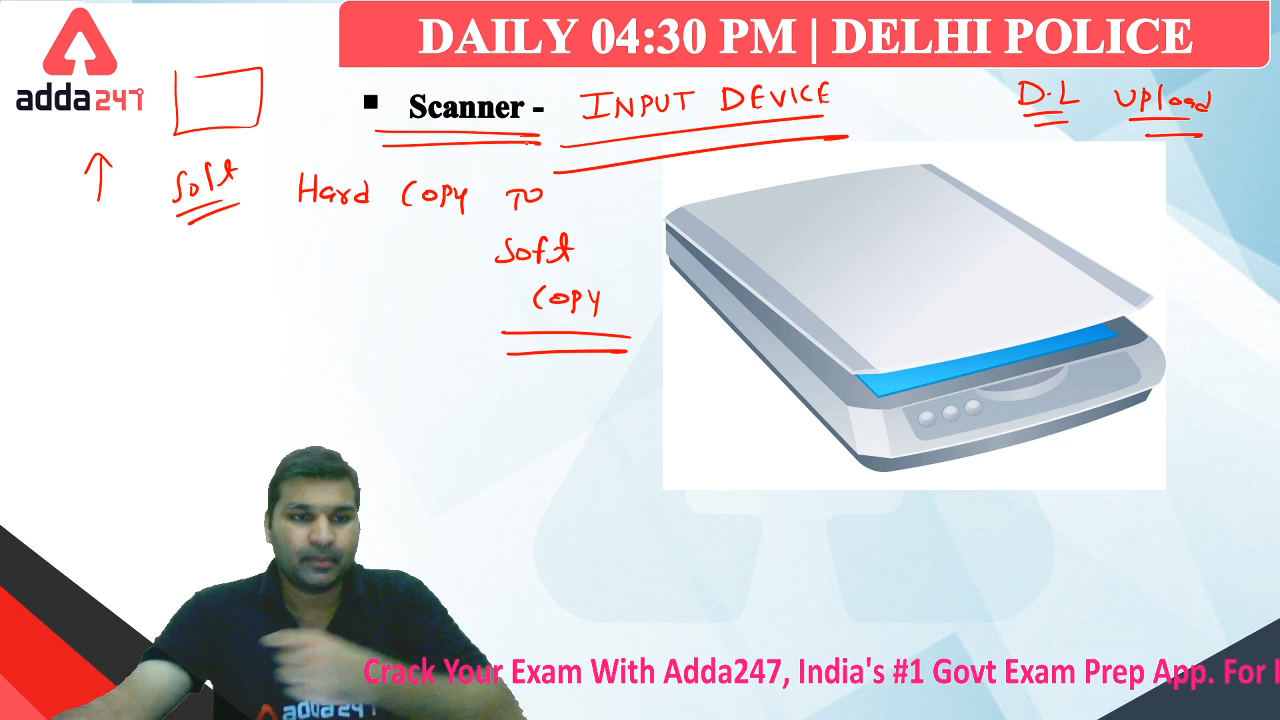 DAILY 04:30 PM | DELHI POLICE
adda247
▪ Scanner - INPUT DEVICE
D.L Upload
Soft
Hard Copy To
Soft
Copy
Crack Your Exam With Adda247, India's #1 Govt Exam Prep App. For
adda247